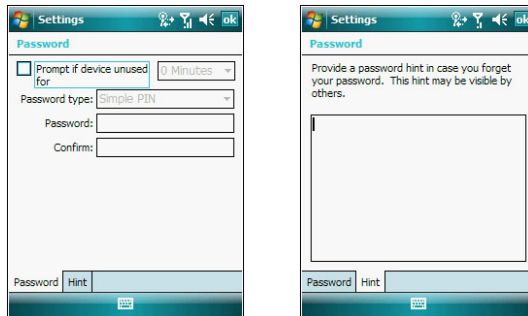 Settings
ok
Password
Prompt if device unused
for
0 Minutes
Password type:
Simple PIN
Password:
Confirm:
Password
Hint
Settings
ok
Password
Provide a password hint in case you forget
your password. This hint may be visible by
others.
Password
Hint